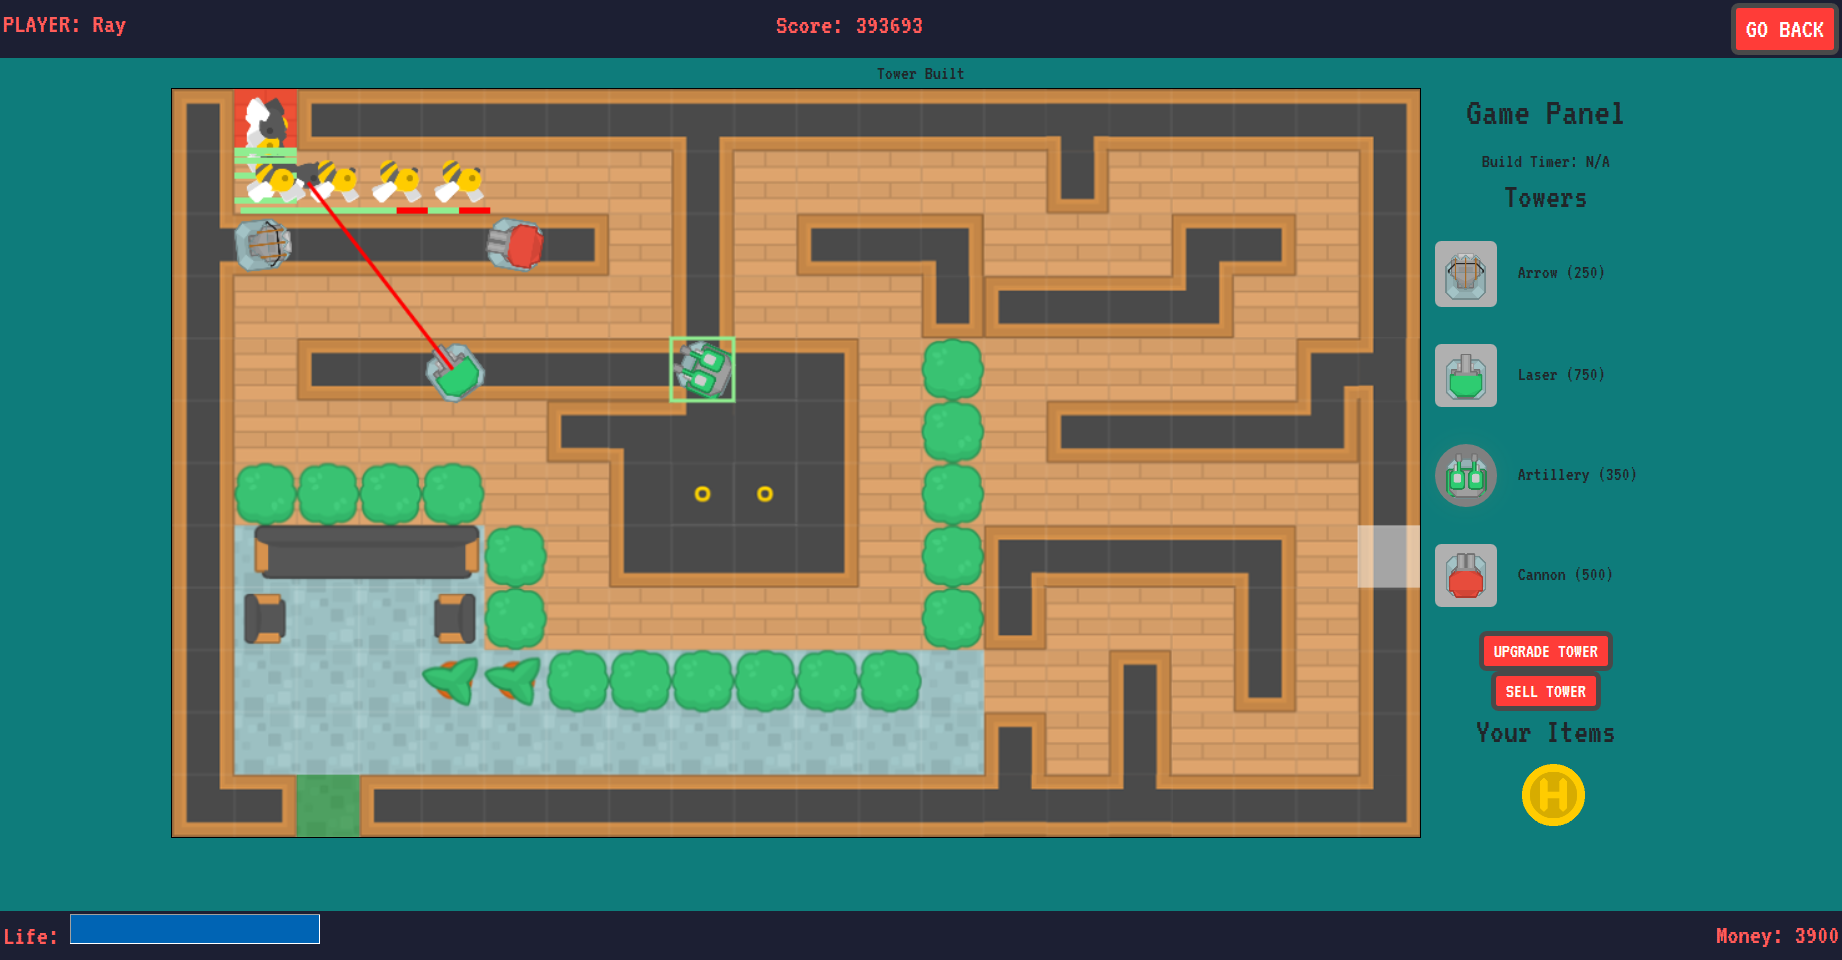 PLAYER: Ray
Score: 393693
GO BACK
Tower Built
Game Panel
Build Timer: N/A
Towers
Arrow (250)
Laser (750)
Artillery (350)
Cannon (500)
UPGRADE TOWER
SELL TOWER
Your Items
H
Life:
Money: 3900